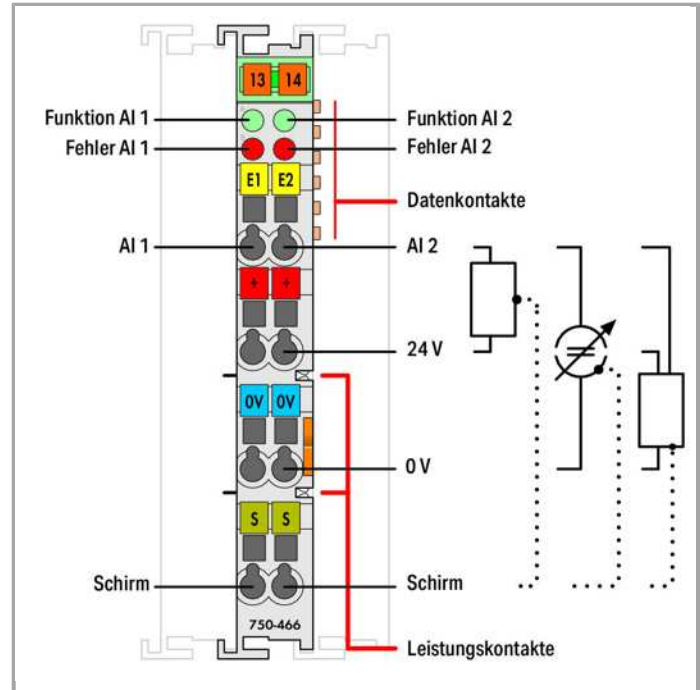 13 14
Funktion AI 1
Funktion AI 2
Fehler AI 1
Fehler AI 2
E1 E2
Datenkontakte
AI 1
AI 2
+ +
24 V
0V 0V
0 V
S S
Schirm
Schirm
750-466
Leistungskontakte